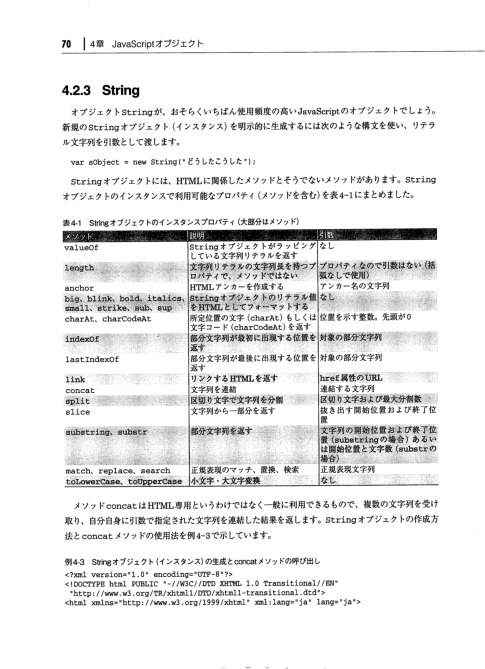 70 4章 JavaScriptオブジェクト
4.2.3 String
オブジェクトStringが、おそらくいちばん使用頻度の高いJavaScriptのオブジェクトでしょう。
新規のStringオブジェクト（インスタンス）を明示的に生成するには次のような構文を使い、リテラ
ル文字列を引数として渡します。
var sObject = new String("どうしたこうした");
Stringオブジェクトには、HTMLに関係したメソッドとそうでないメソッドがあります。String
オブジェクトのインスタンスで利用可能なプロパティ（メソッドを含む）を表4-1にまとめました。
表4-1 Stringオブジェクトのインスタンスプロパティ（大部分はメソッド）
メソッド 説明 引数
valueOf Stringオブジェクトがラッピング なし
している文字列リテラルを返す
length 文字列リテラルの文字列長を持つプ プロパティなので引数はない（括
ロパティで、メソッドではない 弧なしで使用）
anchor HTMLアンカーを作成する アンカー名の文字列
big、blink、bold、italics、 Stringオブジェクトのリテラル値 なし
small、strike、sub、sup をHTMLとしてフォーマットする
charAt、charCodeAt 所定位置の文字（charAt）もしくは 位置を示す整数。先頭が0
文字コード（charCodeAt）を返す
indexOf 部分文字列が最初に出現する位置を 対象の部分文字列
返す
lastIndexOf 部分文字列が最後に出現する位置を 対象の部分文字列
返す
link リンクするHTMLを返す href属性のURL
concat 文字列を連結 連結する文字列
split 区切り文字で文字列を分割 区切り文字および最大分割数
slice 文字列から一部分を返す 抜き出す開始位置および終了位
置
substring、substr 部分文字列を返す 文字列の開始位置および終了位
置（substringの場合）あるい
は開始位置と文字数（substrの
場合）
match、replace、search 正規表現のマッチ、置換、検索 正規表現文字列
toLowerCase、toUpperCase 小文字・大文字変換 なし
メソッドconcatはHTML専用というわけではなく一般に利用できるもので、複数の文字列を受け
取り、自分自身に引数で指定された文字列を連結した結果を返します。Stringオブジェクトの作成方
法とconcatメソッドの使用法を例4-3で示しています。
例4-3 Stringオブジェクト（インスタンス）の生成とconcatメソッドの呼び出し
<?xml version="1.0" encoding="UTF-8"?>
<!DOCTYPE html PUBLIC "-//W3C//DTD XHTML 1.0 Transitional//EN"
"http://www.w3.org/TR/xhtml1/DTD/xhtml1-transitional.dtd">
<html xmlns="http://www.w3.org/1999/xhtml" xml:lang="ja" lang="ja">